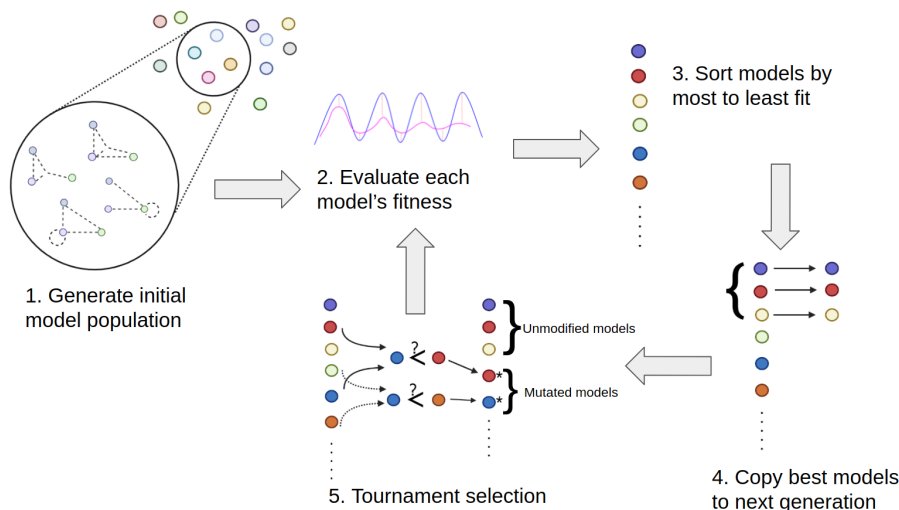 1. Generate initial
model population
2. Evaluate each
model's fitness
3. Sort models by
most to least fit
4. Copy best models
to next generation
?
<
?
<
*
*
Unmodified models
Mutated models
5. Tournament selection